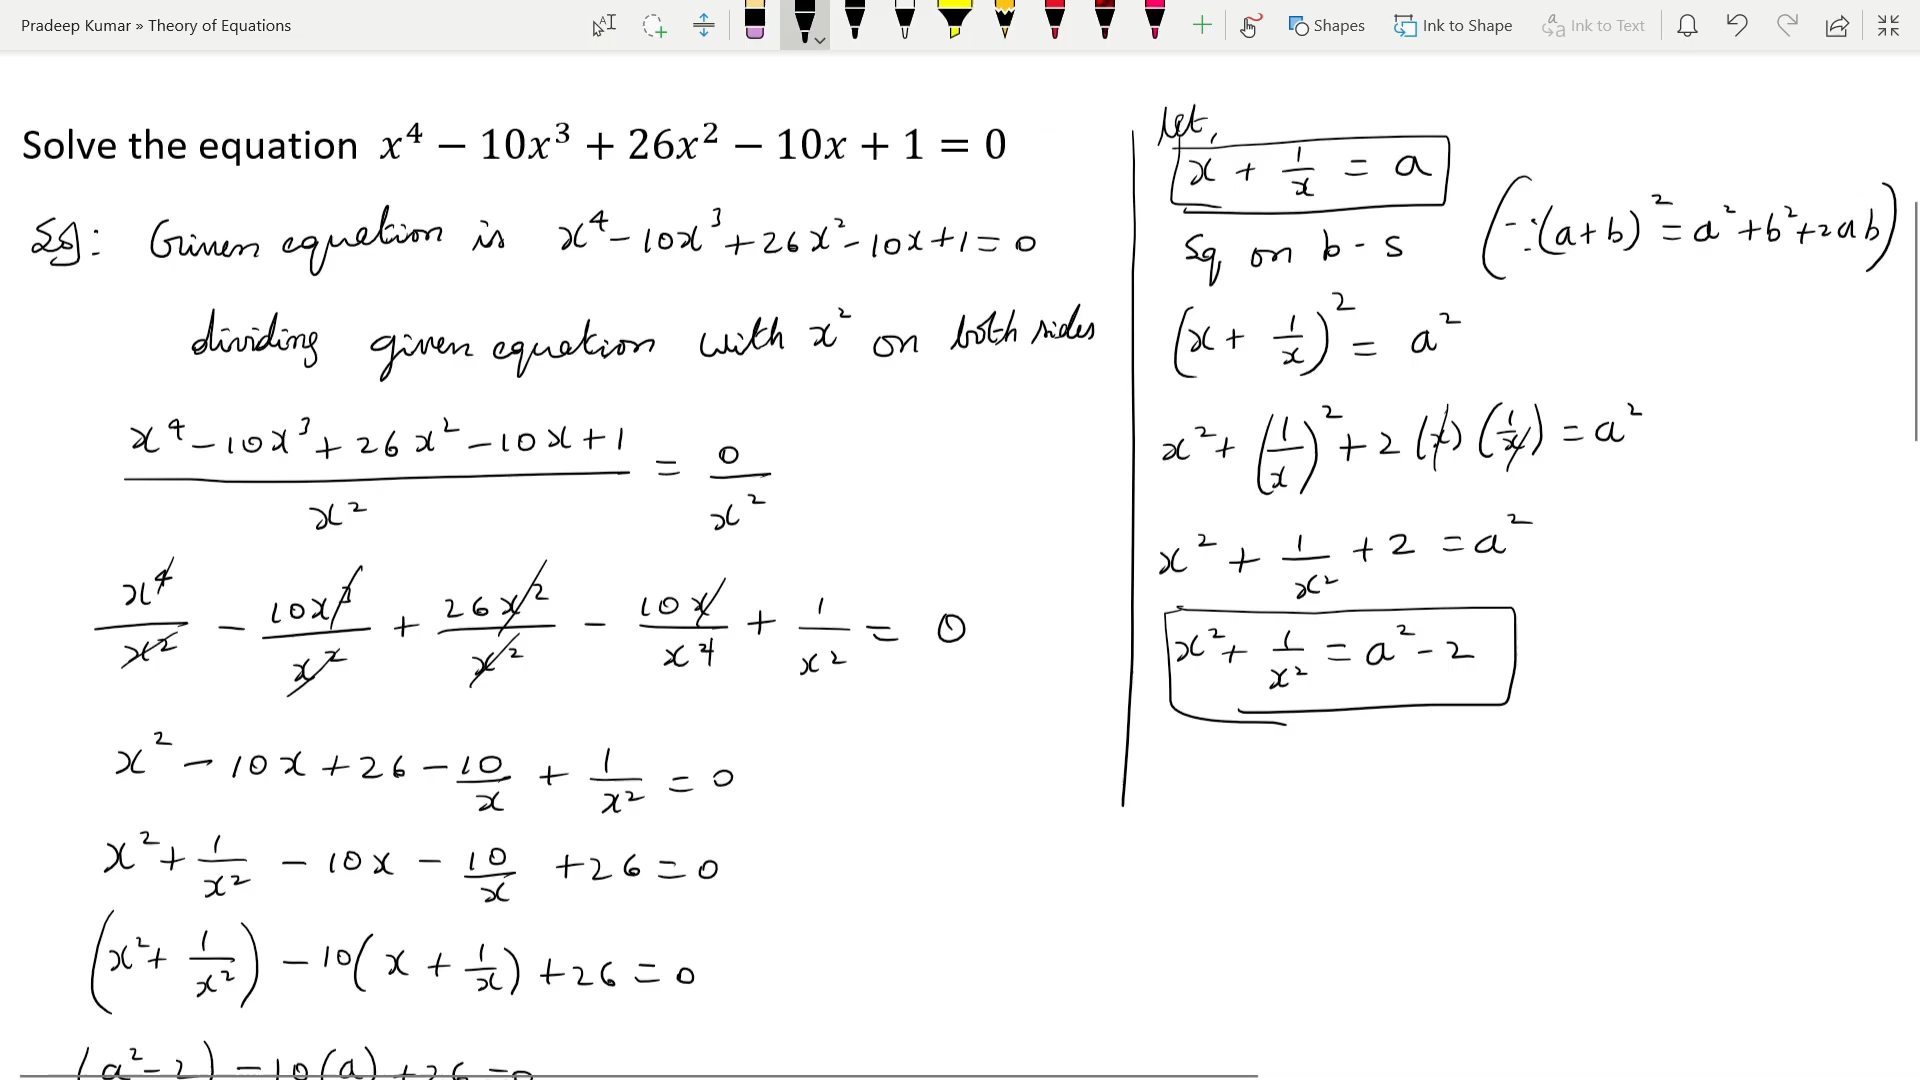 Pradeep Kumar » Theory of Equations
Shapes
Ink to Shape
Ink to Text
Solve the equation x⁴ − 10x³ + 26x² − 10x + 1 = 0
Sol: Given equation is x⁴ − 10x³ + 26x² − 10x + 1 = 0
dividing given equation with x² on both sides
(x⁴ − 10x³ + 26x² − 10x + 1)/x² = 0/x²
x⁴/x² − 10x³/x² + 26x²/x² − 10x/x² + 1/x² = 0
x² − 10x + 26 − 10/x + 1/x² = 0
x² + 1/x² − 10x − 10/x + 26 = 0
(x² + 1/x²) − 10(x + 1/x) + 26 = 0
(a² − 2) − 10(a) + 26 = 0
let,
x + 1/x = a
Sq on b-s (∵(a+b)² = a² + b² + 2ab)
(x + 1/x)² = a²
x² + (1/x)² + 2(x)(1/x) = a²
x² + 1/x² + 2 = a²
x² + 1/x² = a² − 2